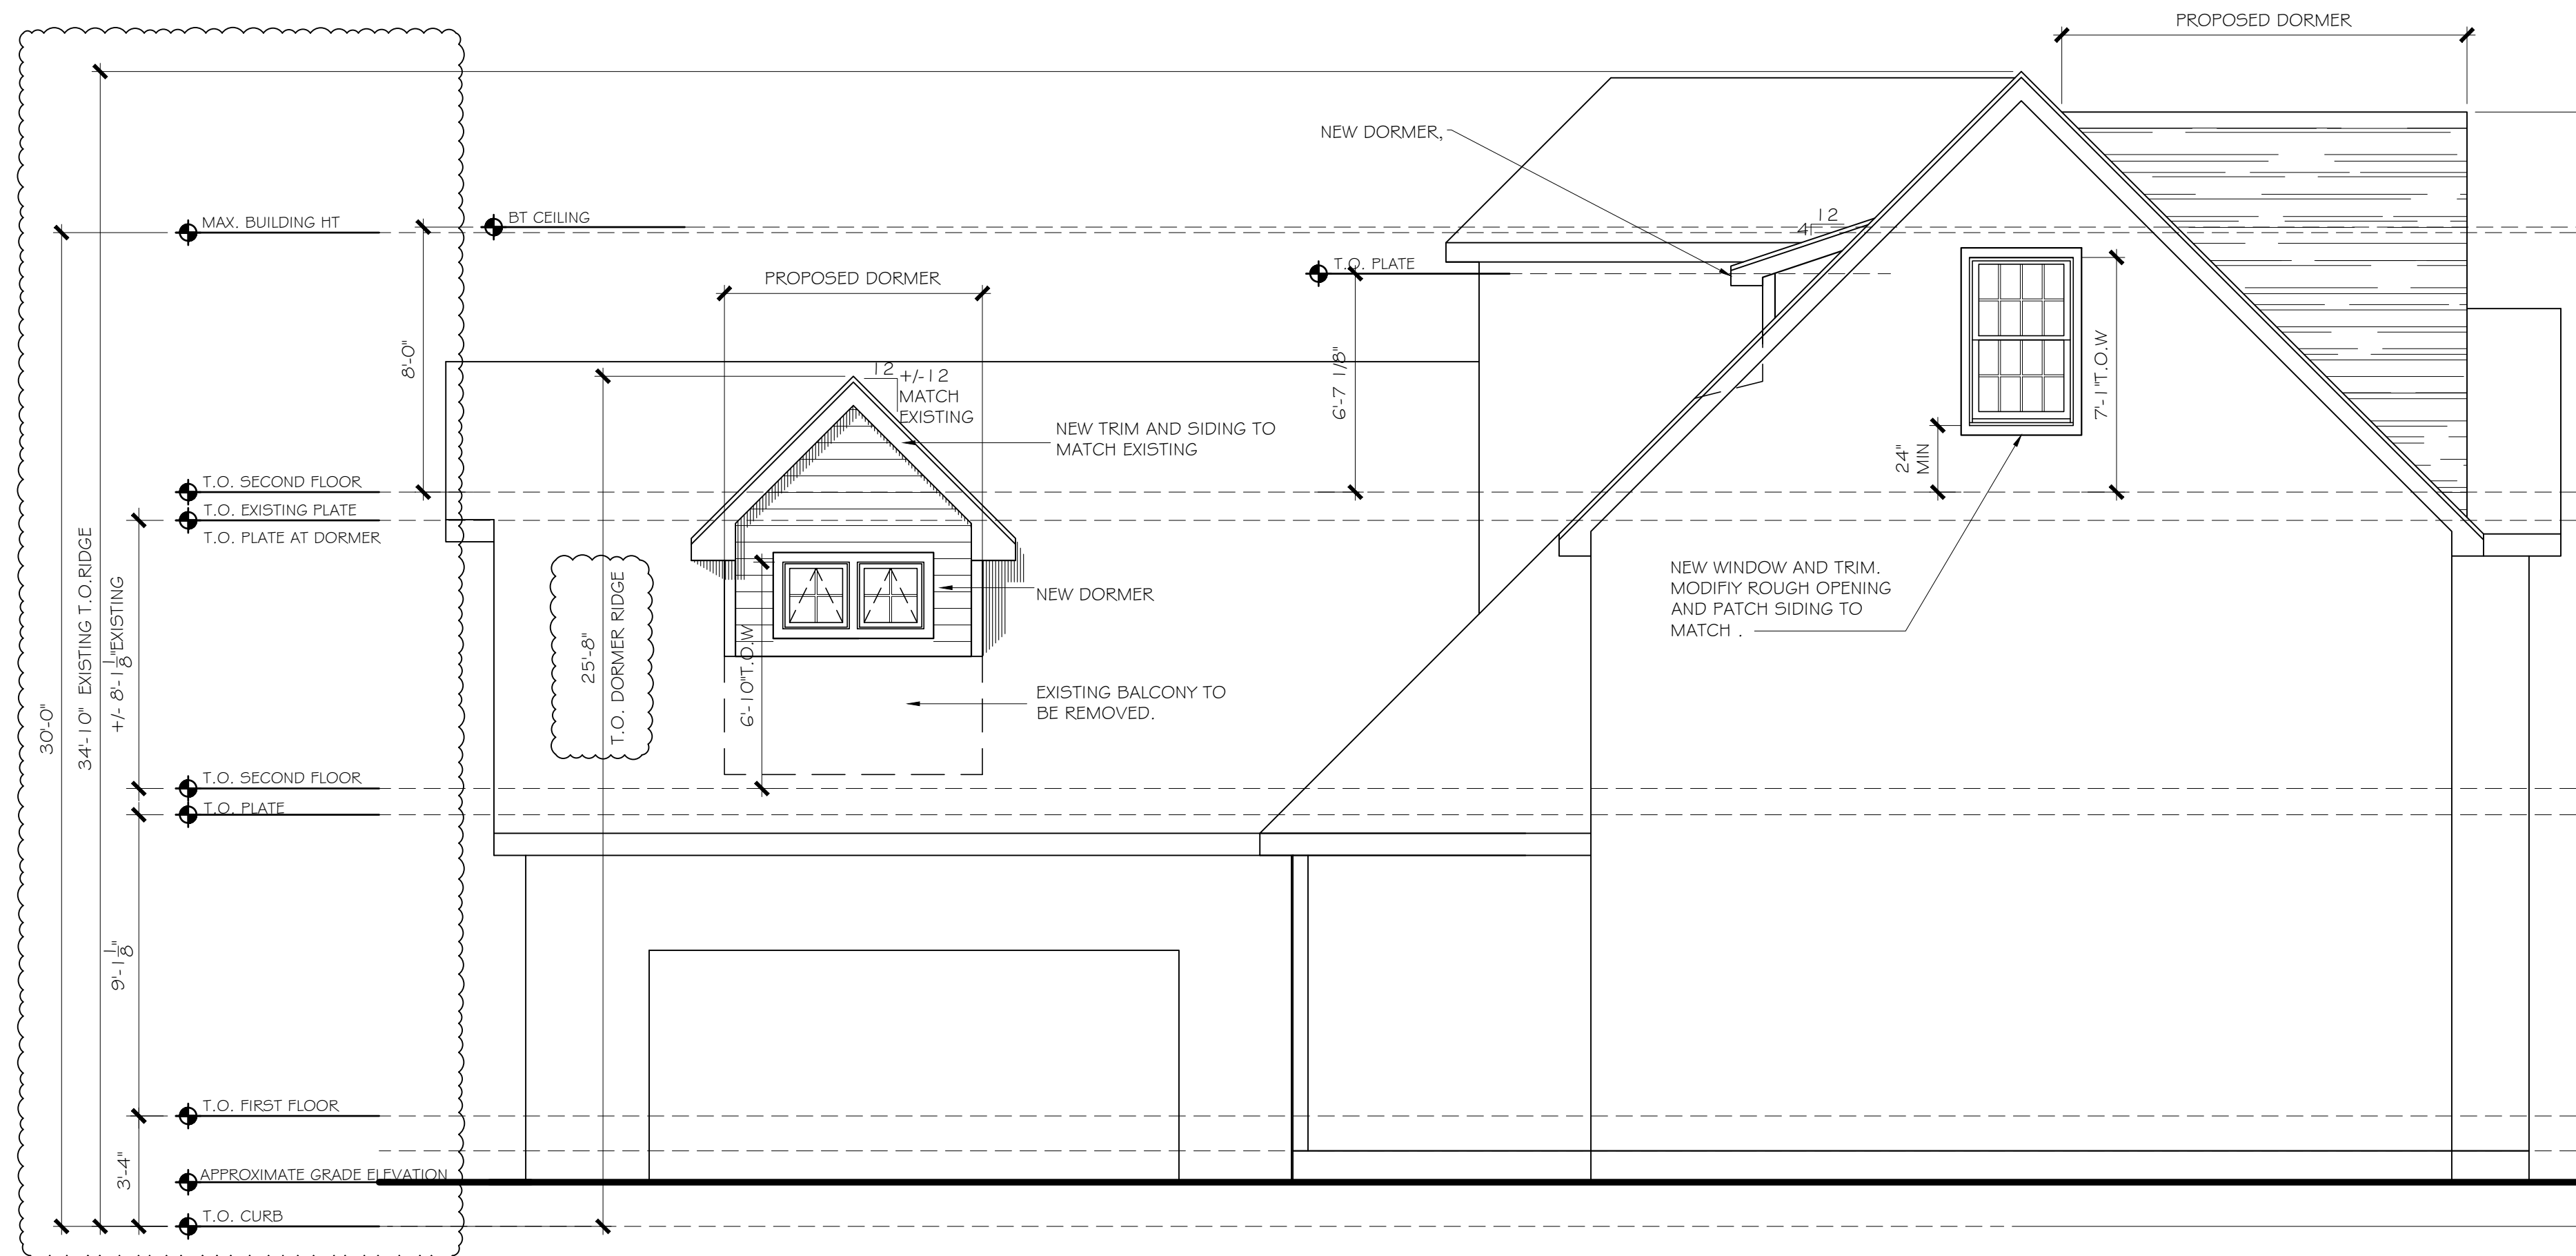 PROPOSED DORMER
NEW DORMER,
MAX. BUILDING HT
BT CEILING
12
4
T.O. PLATE
PROPOSED DORMER
8'-0"
6'-7 1/8"
7'-1"T.O.W
12
+/-12
MATCH
EXISTING
NEW TRIM AND SIDING TO
MATCH EXISTING
24"
MIN
T.O. SECOND FLOOR
T.O. EXISTING PLATE
T.O. PLATE AT DORMER
30'-0"
34'-10" EXISTING T.O.RIDGE
+/- 8'-1 1/8"EXISTING
25'-8"
T.O. DORMER RIDGE
6'-10"T.O.W
NEW DORMER
NEW WINDOW AND TRIM.
MODIFIY ROUGH OPENING
AND PATCH SIDING TO
MATCH .
EXISTING BALCONY TO
BE REMOVED.
T.O. SECOND FLOOR
T.O. PLATE
9'-1 1/8"
T.O. FIRST FLOOR
3'-4"
APPROXIMATE GRADE ELEVATION
T.O. CURB